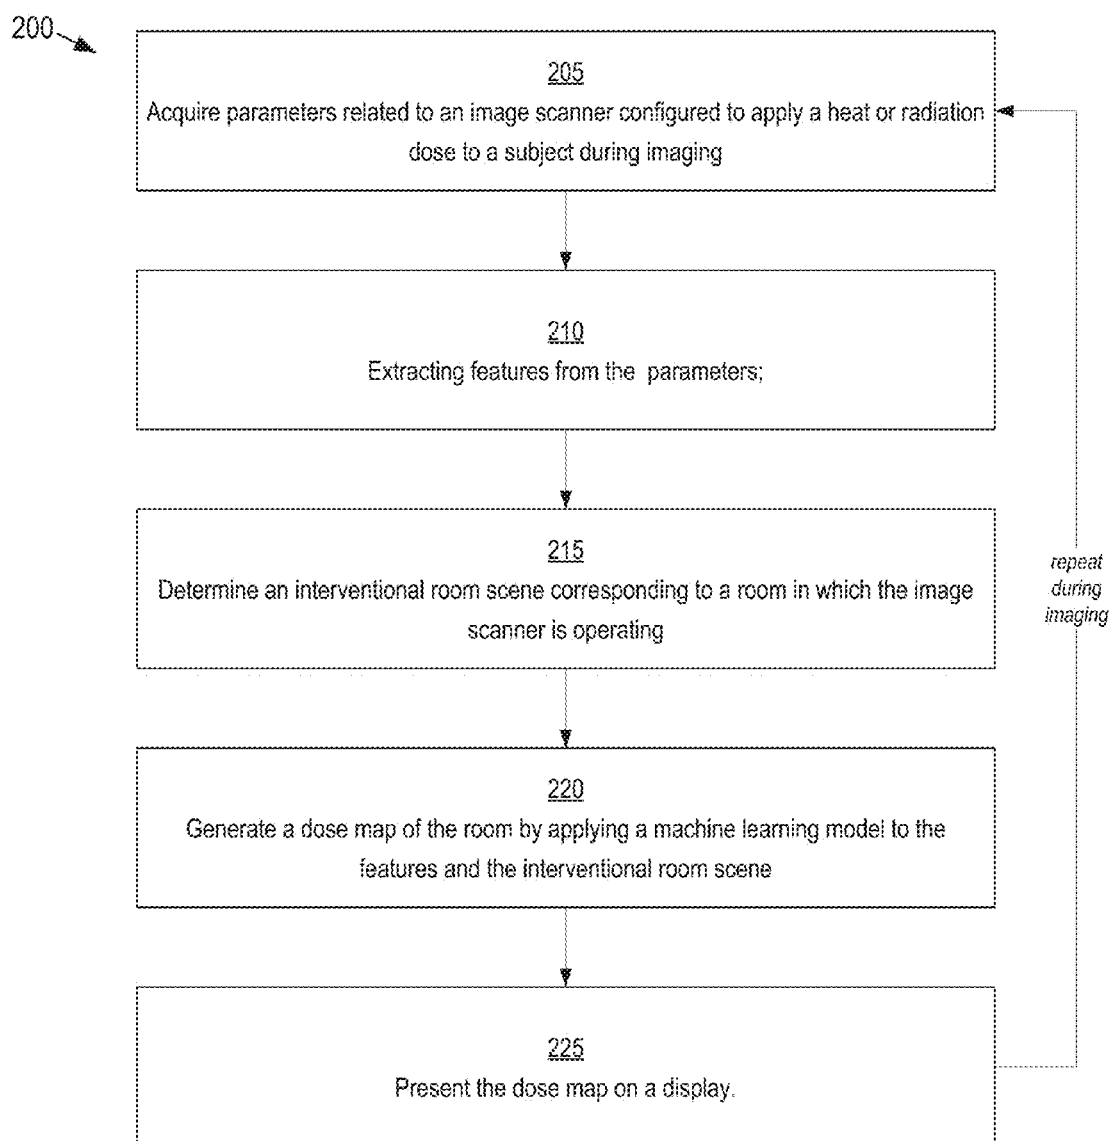 200
205
Acquire parameters related to an image scanner configured to apply a heat or radiation
dose to a subject during imaging
210
Extracting features from the parameters;
215
Determine an interventional room scene corresponding to a room in which the image
scanner is operating
repeat
during
imaging
220
Generate a dose map of the room by applying a machine learning model to the
features and the interventional room scene
225
Present the dose map on a display.